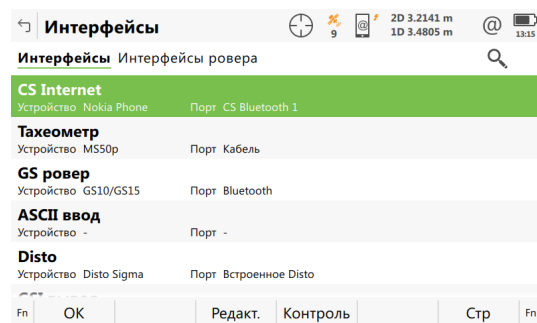 Интерфейсы
9
@
2D 3.2141 m
1D 3.4805 m
@
13:15
Интерфейсы Интерфейсы ровера
CS Internet
Устройство Nokia Phone Порт CS Bluetooth 1
Тахеометр
Устройство MS50p Порт Кабель
GS ровер
Устройство GS10/GS15 Порт Bluetooth
ASCII ввод
Устройство - Порт -
Disto
Устройство Disto Sigma Порт Встроенное Disto
Fn ОК Редакт. Контроль Стр Fn